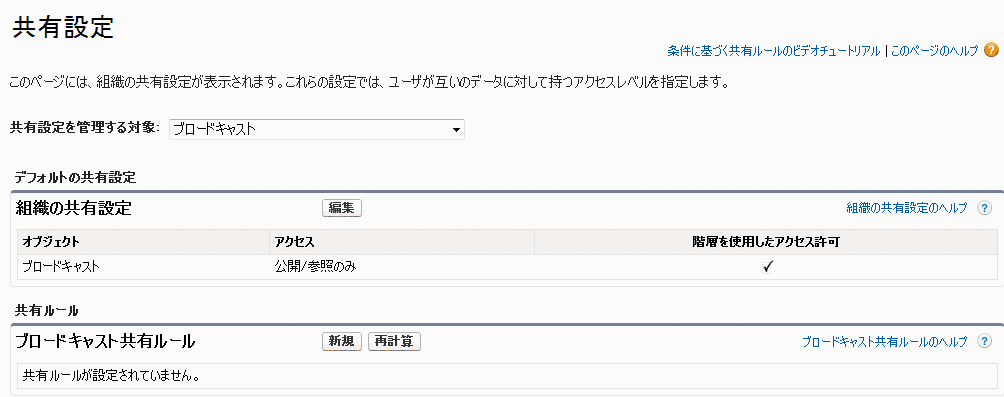 共有設定
条件に基づく共有ルールのビデオチュートリアル | このページのヘルプ ?
このページには、組織の共有設定が表示されます。これらの設定では、ユーザが互いのデータに対して持つアクセスレベルを指定します。
共有設定を管理する対象: ブロードキャスト
デフォルトの共有設定
組織の共有設定 編集 組織の共有設定のヘルプ ?
オブジェクト アクセス 階層を使用したアクセス許可
ブロードキャスト 公開/参照のみ ✓
共有ルール
ブロードキャスト共有ルール 新規 再計算 ブロードキャスト共有ルールのヘルプ ?
共有ルールが設定されていません。